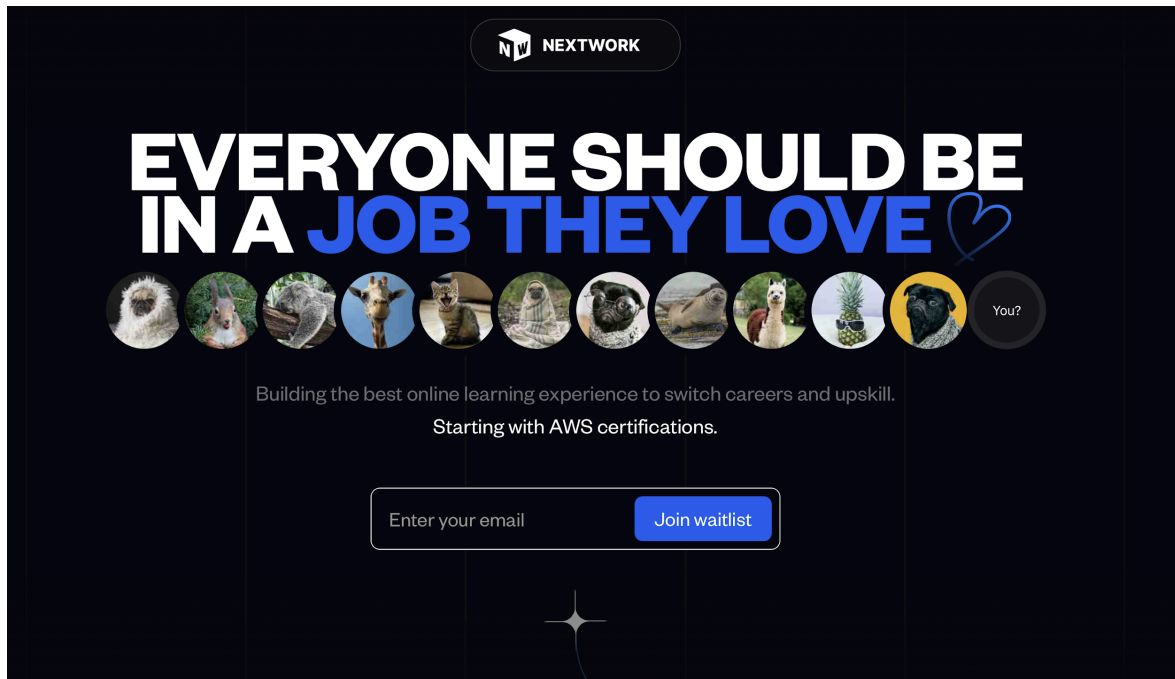 NW NEXTWORK
EVERYONE SHOULD BE
IN A JOB THEY LOVE
You?
Building the best online learning experience to switch careers and upskill.
Starting with AWS certifications.
Enter your email
Join waitlist